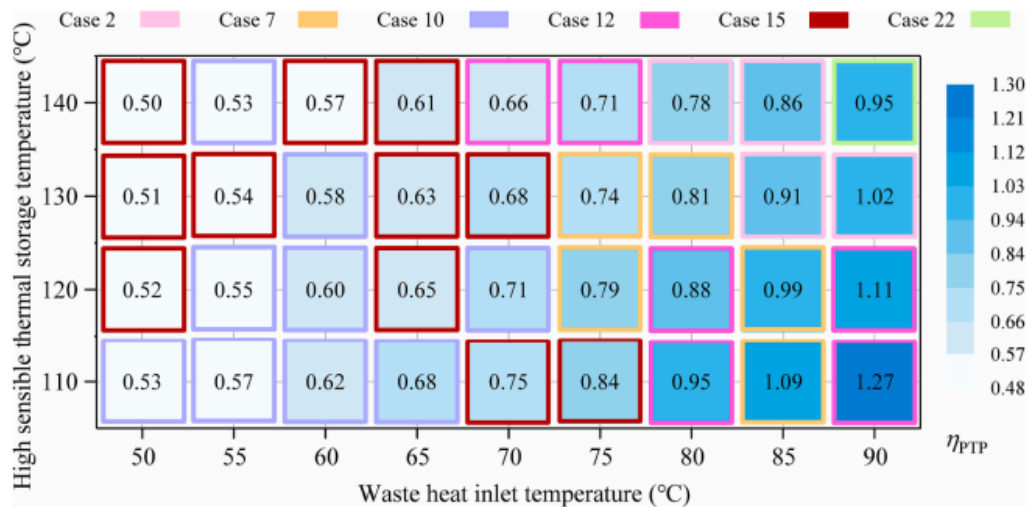 Case 2 Case 7 Case 10 Case 12 Case 15 Case 22
High sensible thermal storage temperature (℃)
140 0.50 0.53 0.57 0.61 0.66 0.71 0.78 0.86 0.95
130 0.51 0.54 0.58 0.63 0.68 0.74 0.81 0.91 1.02
120 0.52 0.55 0.60 0.65 0.71 0.79 0.88 0.99 1.11
110 0.53 0.57 0.62 0.68 0.75 0.84 0.95 1.09 1.27
50 55 60 65 70 75 80 85 90
Waste heat inlet temperature (℃)
1.30
1.21
1.12
1.03
0.94
0.84
0.75
0.66
0.57
0.48
ηPTP